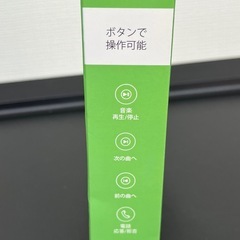 ボタンで
操作可能
音楽
再生/停止
次の曲へ
前の曲へ
電話
応答/拒否